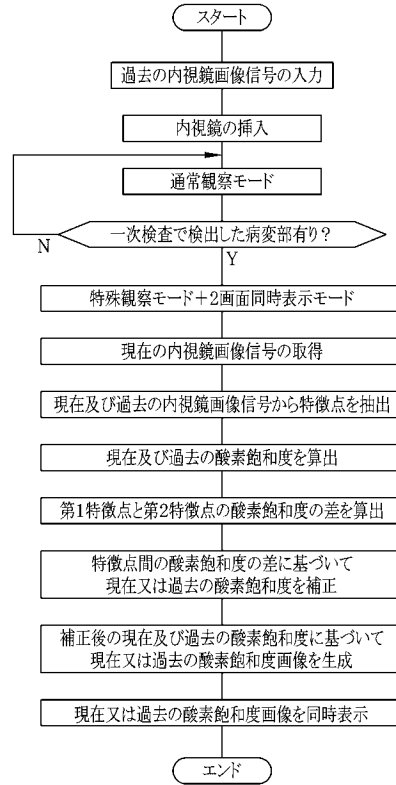 スタート
過去の内視鏡画像信号の入力
内視鏡の挿入
通常観察モード
一次検査で検出した病変部有り？
N
Y
特殊観察モード＋2画面同時表示モード
現在の内視鏡画像信号の取得
現在及び過去の内視鏡画像信号から特徴点を抽出
現在及び過去の酸素飽和度を算出
第1特徴点と第2特徴点の酸素飽和度の差を算出
特徴点間の酸素飽和度の差に基づいて
現在又は過去の酸素飽和度を補正
補正後の現在及び過去の酸素飽和度に基づいて
現在又は過去の酸素飽和度画像を生成
現在又は過去の酸素飽和度画像を同時表示
エンド